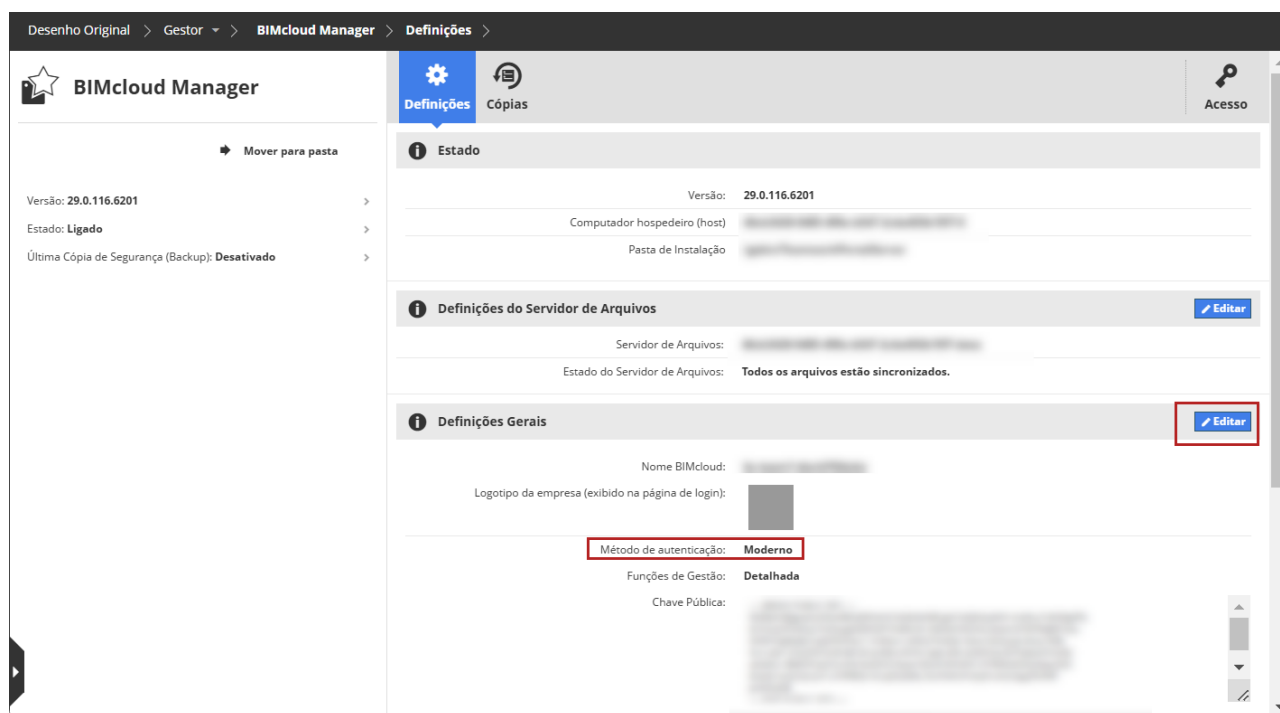 Desenho Original > Gestor > BIMcloud Manager > Definições >
BIMcloud Manager
Mover para pasta
Versão: 29.0.116.6201
Estado: Ligado
Última Cópia de Segurança (Backup): Desativado
Definições
Cópias
Acesso
Estado
Versão: 29.0.116.6201
Computador hospedeiro (host)
Pasta de Instalação
Definições do Servidor de Arquivos
Editar
Servidor de Arquivos:
Estado do Servidor de Arquivos: Todos os arquivos estão sincronizados.
Definições Gerais
Editar
Nome BIMcloud:
Logotipo da empresa (exibido na página de login):
Método de autenticação: Moderno
Funções de Gestão: Detalhada
Chave Pública: